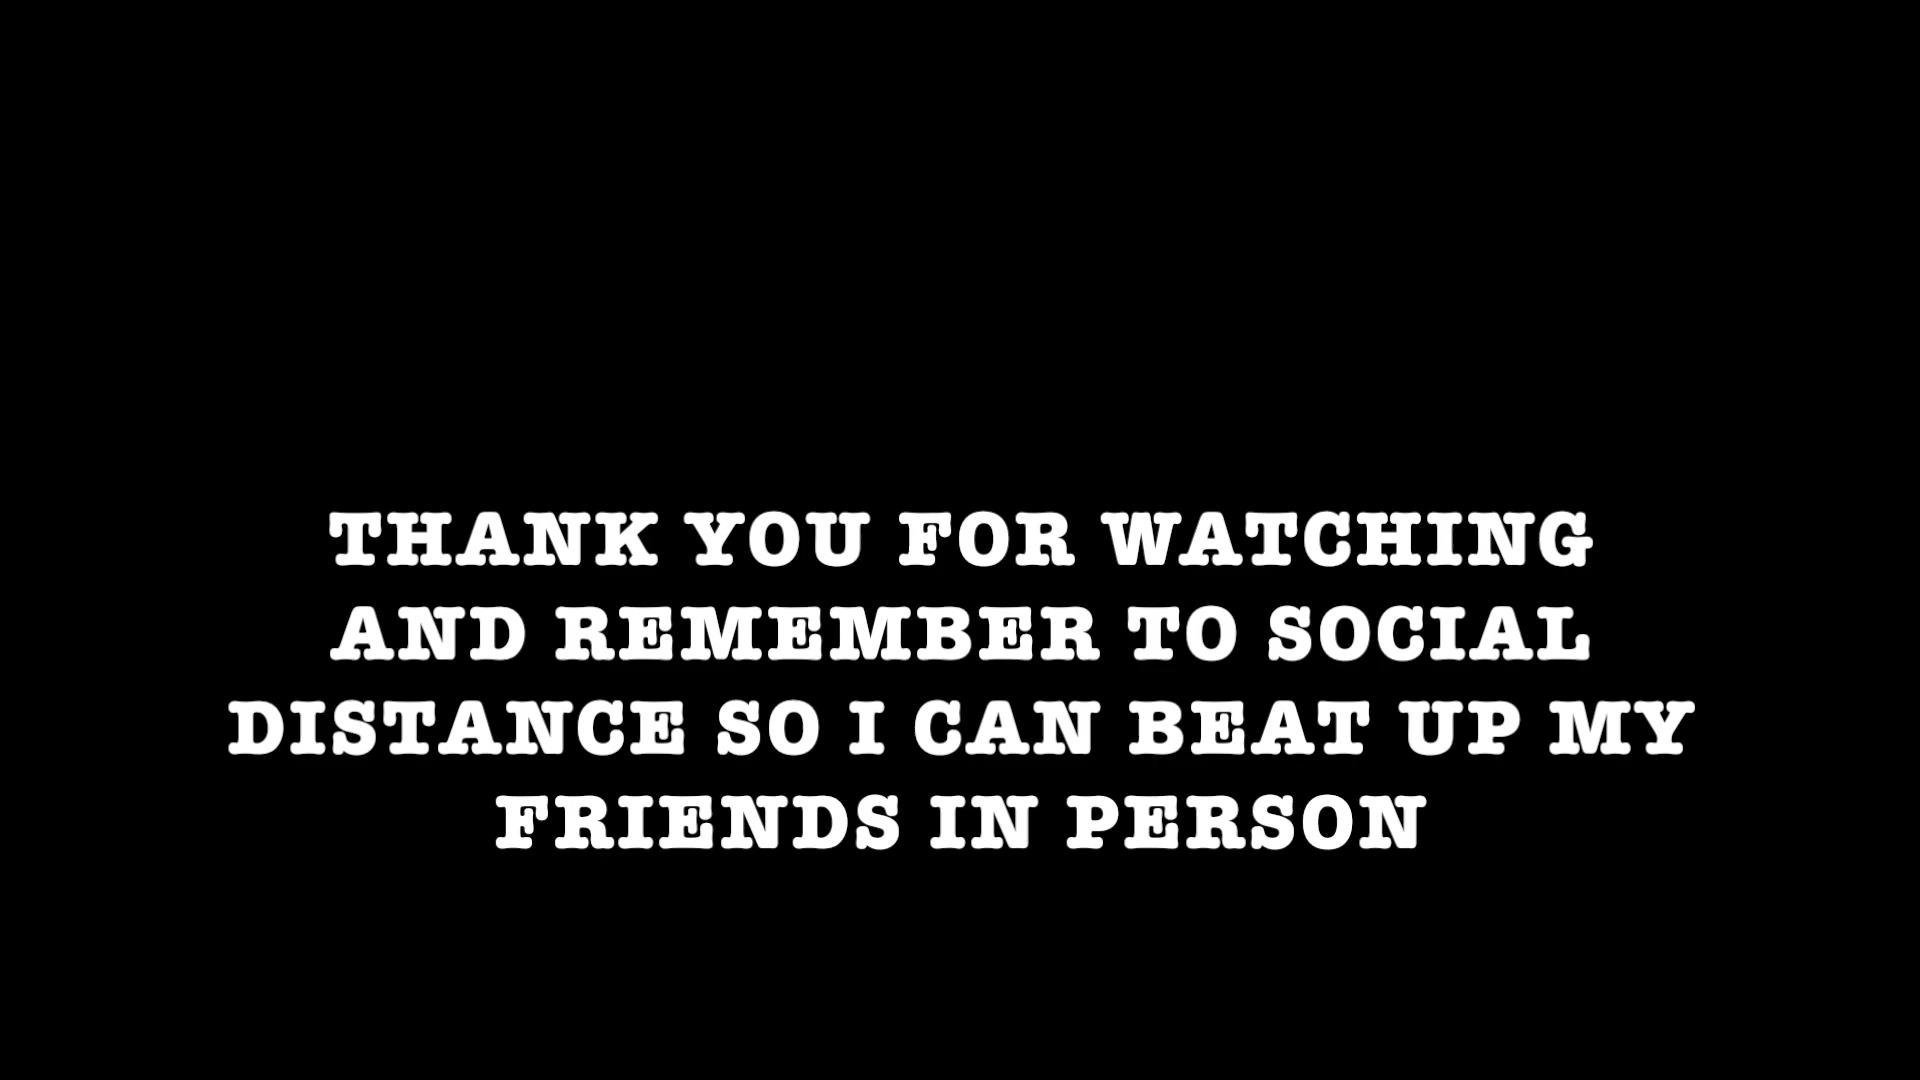 THANK YOU FOR WATCHING
AND REMEMBER TO SOCIAL
DISTANCE SO I CAN BEAT UP MY
FRIENDS IN PERSON